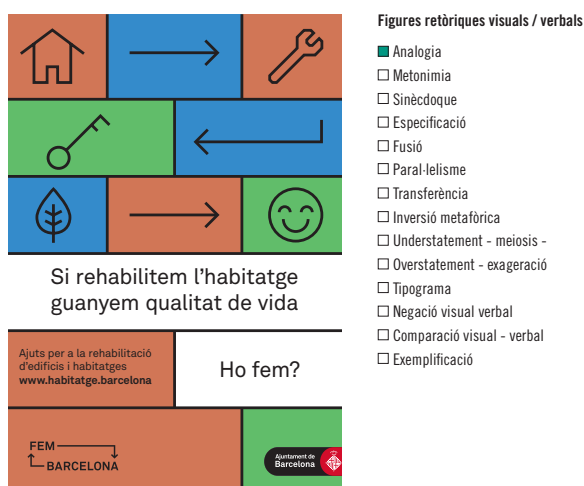 Si rehabilitem l'habitatge
guanyem qualitat de vida
Ajuts per a la rehabilitació
d'edificis i habitatges
www.habitatge.barcelona
Ho fem?
FEM
BARCELONA
Ajuntament de
Barcelona
Figures retòriques visuals / verbals
Analogia
Metonimia
Sinècdoque
Especificació
Fusió
Paral·lelisme
Transferència
Inversió metafòrica
Understatement - meiosis -
Overstatement - exageració
Tipograma
Negació visual verbal
Comparació visual - verbal
Exemplificació